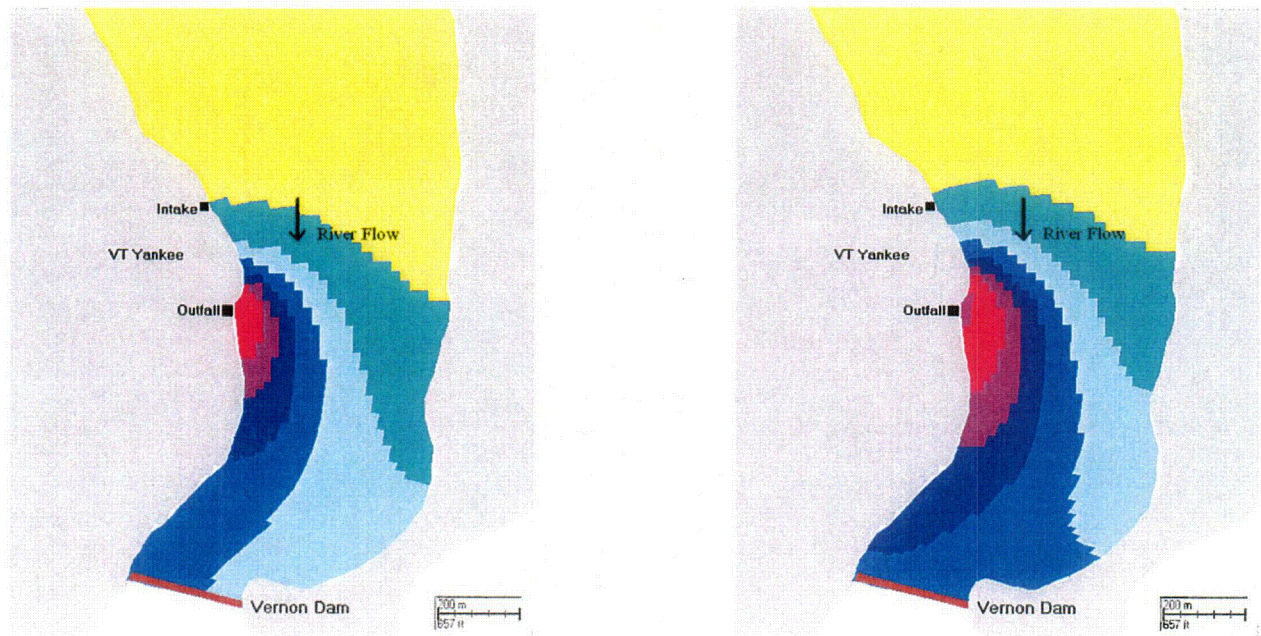 Intake
River Flow
VT Yankee
Outfall
Vernon Dam
200 m
657 ft
Intake
River Flow
VT Yankee
Outfall
Vernon Dam
200 m
657 ft